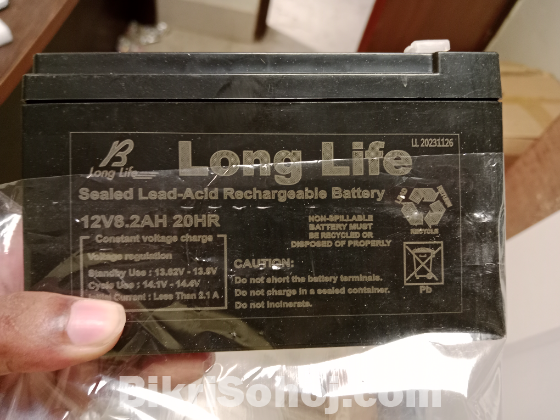 LL 20231126
Long Life
Long Life
Sealed Lead-Acid Rechargeable Battery
12V8.2AH 20HR
Constant voltage charge
Voltage regulation
Standby Use : 13.62V - 13.8V
Cycle Use : 14.1V - 14.4V
Current : Less Than 2.1 A
NON-SPILLABLE
BATTERY MUST
BE RECYCLED OR
DISPOSED OF PROPERLY
RECYCLE
Pb
CAUTION:
Do not short the battery terminals.
Do not charge in a sealed container.
Do not incinerate.
BikriSohoj.com